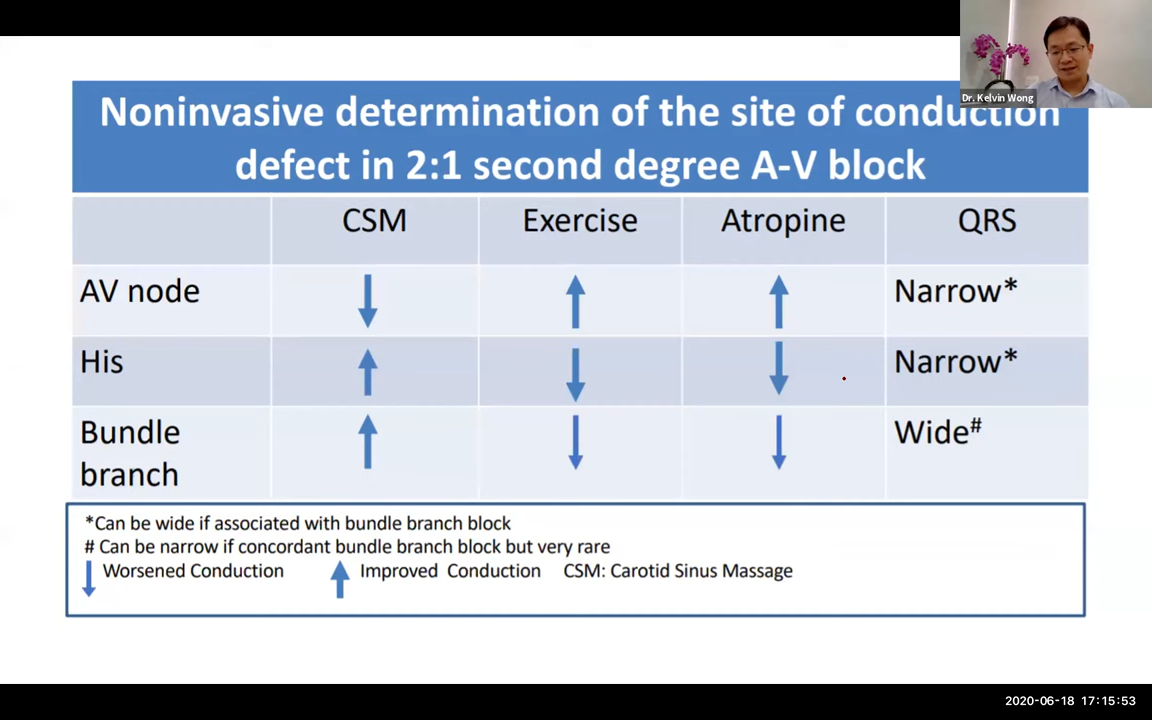 Dr. Kelvin Wong
Noninvasive determination of the site of conduction
defect in 2:1 second degree A-V block
CSM Exercise Atropine QRS
AV node Narrow*
His Narrow*
Bundle branch Wide#
*Can be wide if associated with bundle branch block
# Can be narrow if concordant bundle branch block but very rare
Worsened Conduction Improved Conduction CSM: Carotid Sinus Massage
2020-06-18 17:15:53